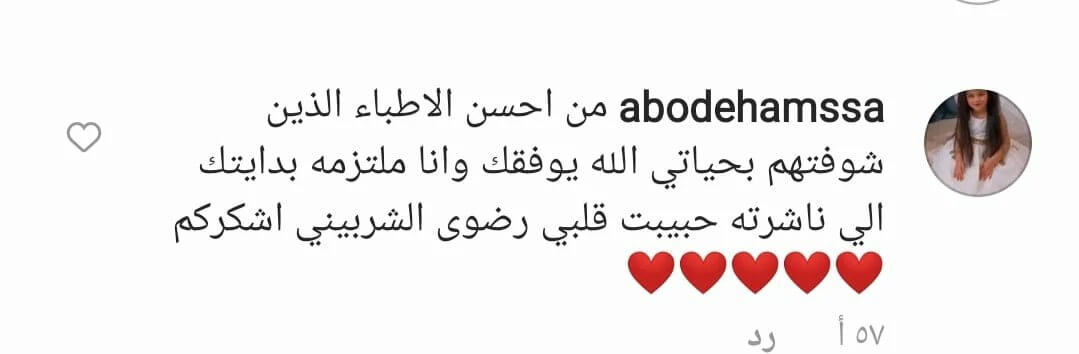 abodehamssa من احسن الاطباء الذين
شوفتهم بحياتي الله يوفقك وانا ملتزمه بدايتك
الي ناشرته حبيبت قلبي رضوى الشربيني اشكركم
❤️❤️❤️❤️❤️
٥٧ أ رد